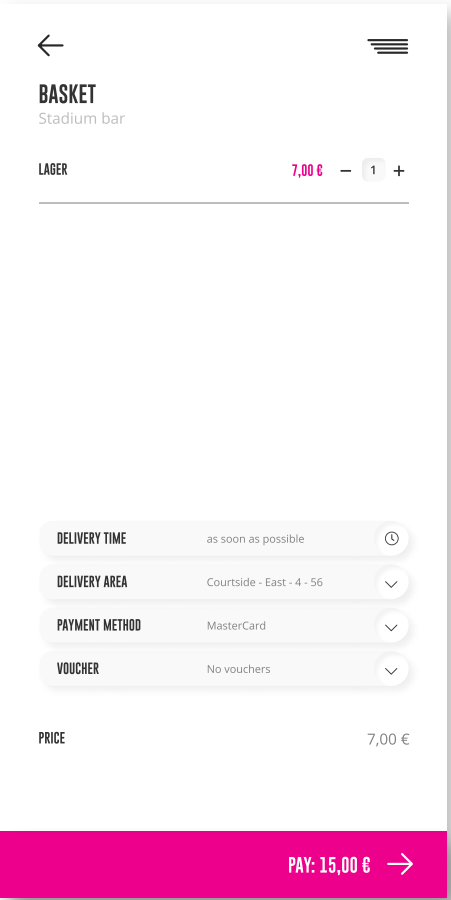 BASKET
Stadium bar
LAGER 7,00 € − 1 +
DELIVERY TIME as soon as possible
DELIVERY AREA Courtside - East - 4 - 56
PAYMENT METHOD MasterCard
VOUCHER No vouchers
PRICE 7,00 €
PAY: 15,00 €